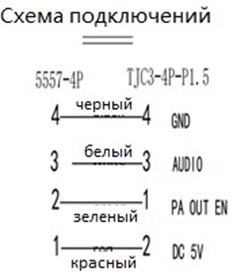 Схема подключений
5557-4P TJC3-4P-P1.5
черный
4 4 GND
белый
3 3 AUDIO
2 1 PA OUT EN
зеленый
1 2 DC 5V
красный